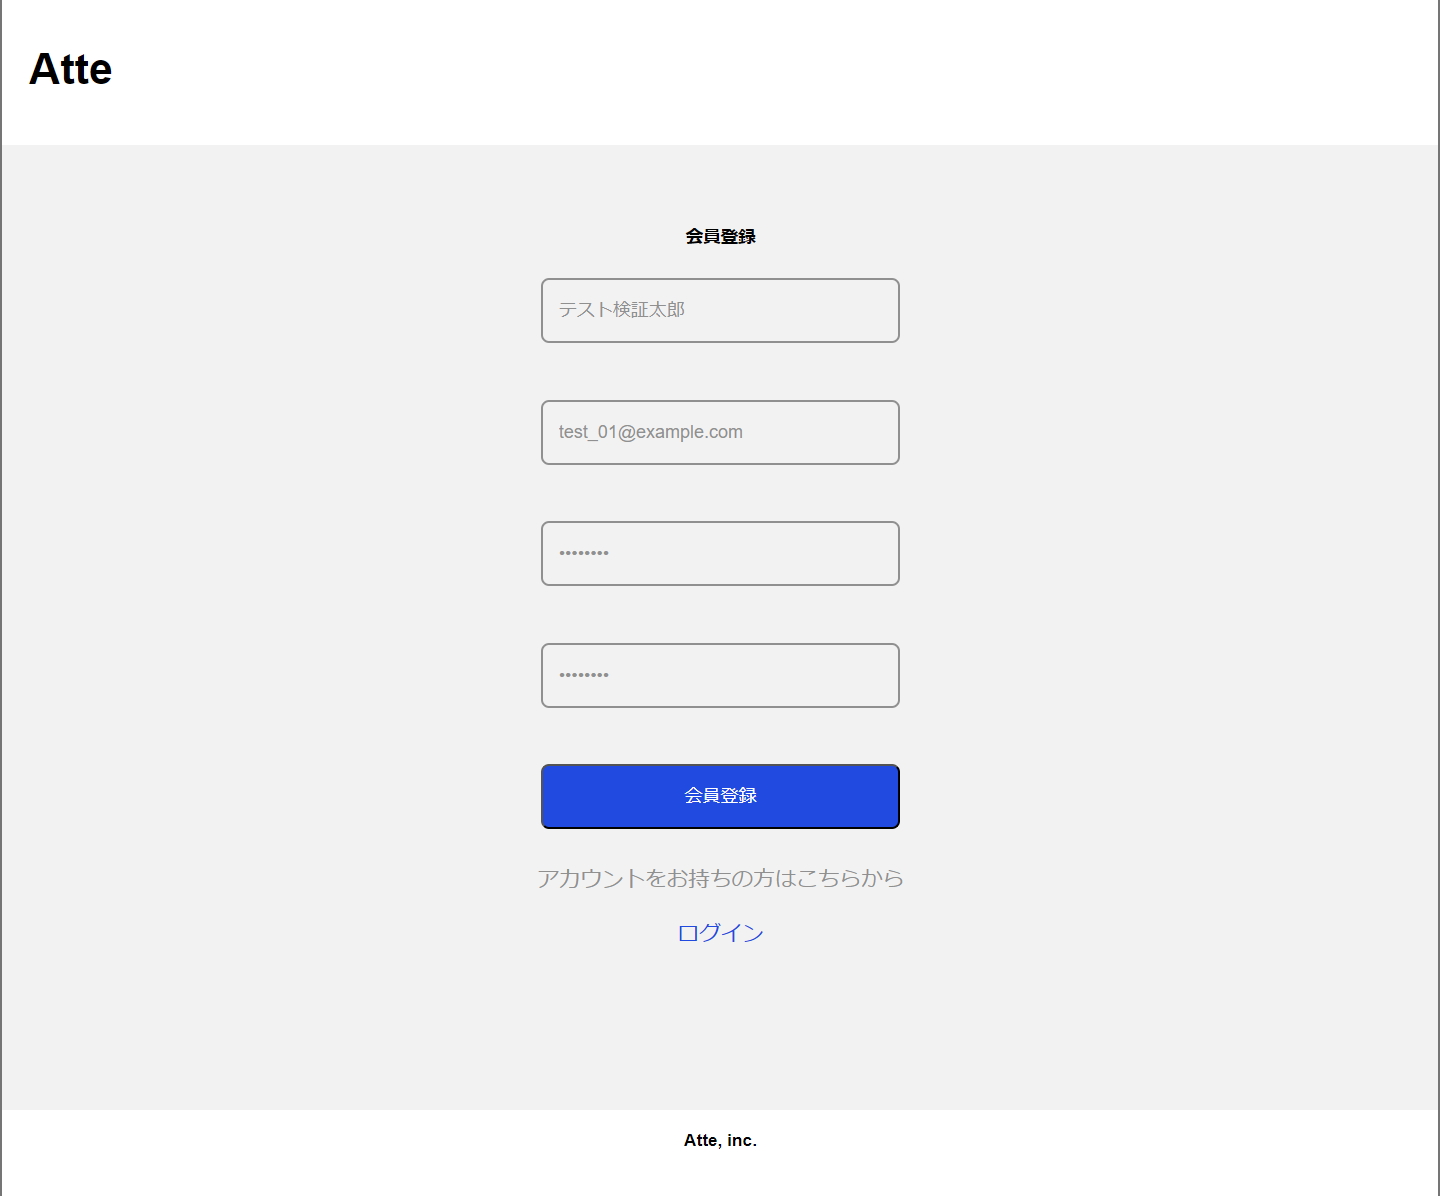 Atte
会員登録
テスト検証太郎
test_01@example.com
••••••••
••••••••
会員登録
アカウントをお持ちの方はこちらから
ログイン
Atte, inc.